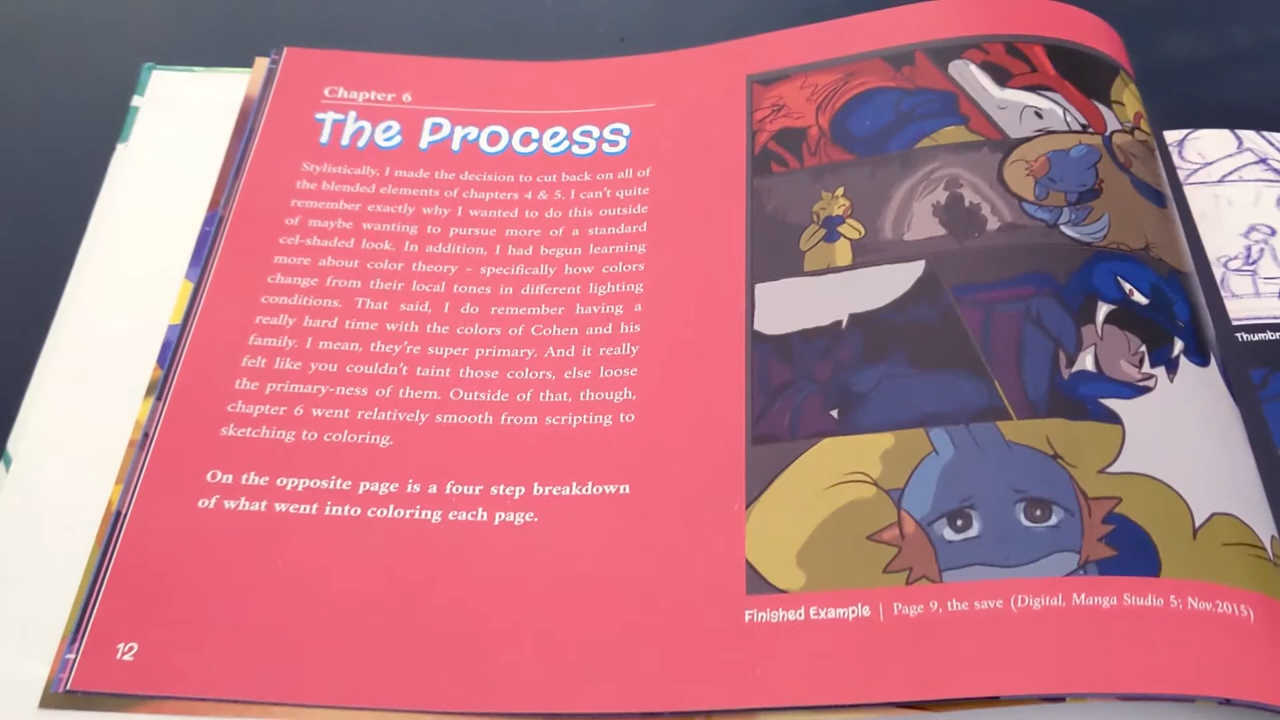 Chapter 6
The Process
Stylistically, I made the decision to cut back on all of
the blended elements of chapters 4 & 5. I can't quite
remember exactly why I wanted to do this outside
of maybe wanting to pursue more of a standard
cel-shaded look. In addition, I had begun learning
more about color theory - specifically how colors
change from their local tones in different lighting
conditions. That said, I do remember having a
really hard time with the colors of Cohen and his
family. I mean, they're super primary. And it really
felt like you couldn't taint those colors, else loose
the primary-ness of them. Outside of that, though,
chapter 6 went relatively smooth from scripting to
sketching to coloring.
On the opposite page is a four step breakdown
of what went into coloring each page.
12
Finished Example | Page 9, the save (Digital, Manga Studio 5; Nov.2015)